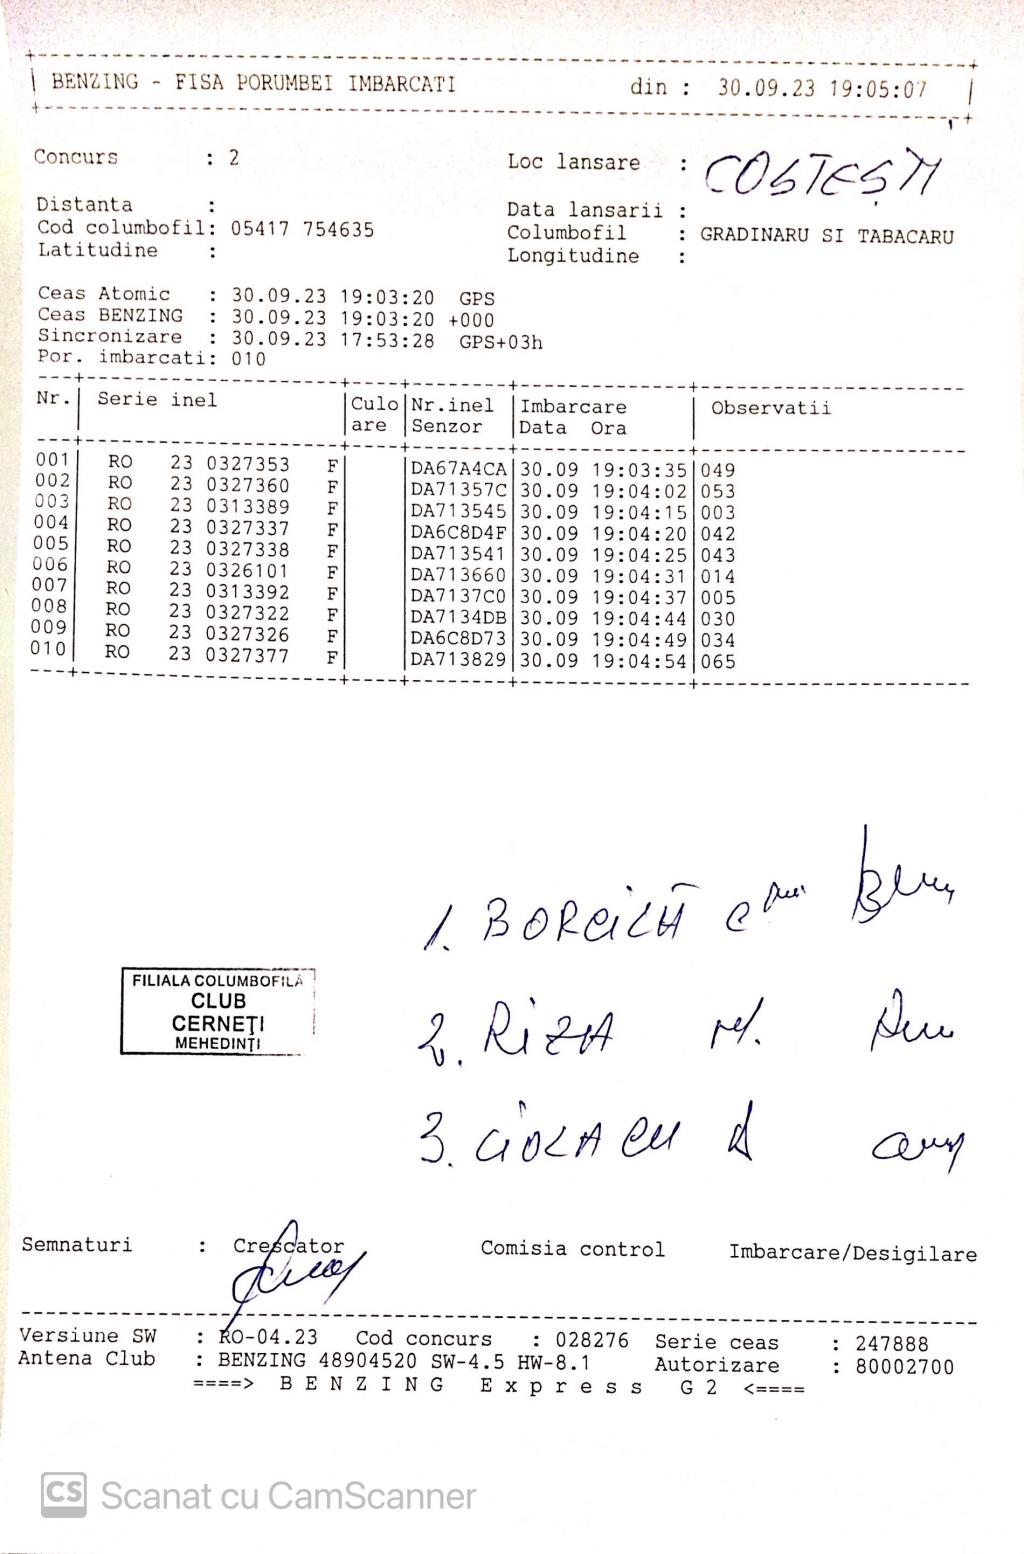 BENZING - FISA PORUMBEI IMBARCATI din : 30.09.23 19:05:07
Concurs : 2 Loc lansare : COSTEȘTI
Distanta : Data lansarii :
Cod columbofil: 05417 754635 Columbofil : GRADINARU SI TABACARU
Latitudine : Longitudine :
Ceas Atomic : 30.09.23 19:03:20 GPS
Ceas BENZING : 30.09.23 19:03:20 +000
Sincronizare : 30.09.23 17:53:28 GPS+03h
Por. imbarcati: 010
Nr. Serie inel Culo Nr.inel Imbarcare Observatii
are Senzor Data Ora
001 RO 23 0327353 F DA67A4CA 30.09 19:03:35 049
002 RO 23 0327360 F DA71357C 30.09 19:04:02 053
003 RO 23 0313389 F DA713545 30.09 19:04:15 003
004 RO 23 0327337 F DA6C8D4F 30.09 19:04:20 042
005 RO 23 0327338 F DA713541 30.09 19:04:25 043
006 RO 23 0326101 F DA713660 30.09 19:04:31 014
007 RO 23 0313392 F DA7137C0 30.09 19:04:37 005
008 RO 23 0327322 F DA7134DB 30.09 19:04:44 030
009 RO 23 0327326 F DA6C8D73 30.09 19:04:49 034
010 RO 23 0327377 F DA713829 30.09 19:04:54 065
1. BORCILĂ
FILIALA COLUMBOFILĂ
CLUB
CERNEȚI
MEHEDINȚI
2. RIZA M.
3. CIOLACU
Semnaturi : Crescator Comisia control Imbarcare/Desigilare
Versiune SW : RO-04.23 Cod concurs : 028276 Serie ceas : 247888
Antena Club : BENZING 48904520 SW-4.5 HW-8.1 Autorizare : 80002700
====> B E N Z I N G E x p r e s s G 2 <====
CS Scanat cu CamScanner